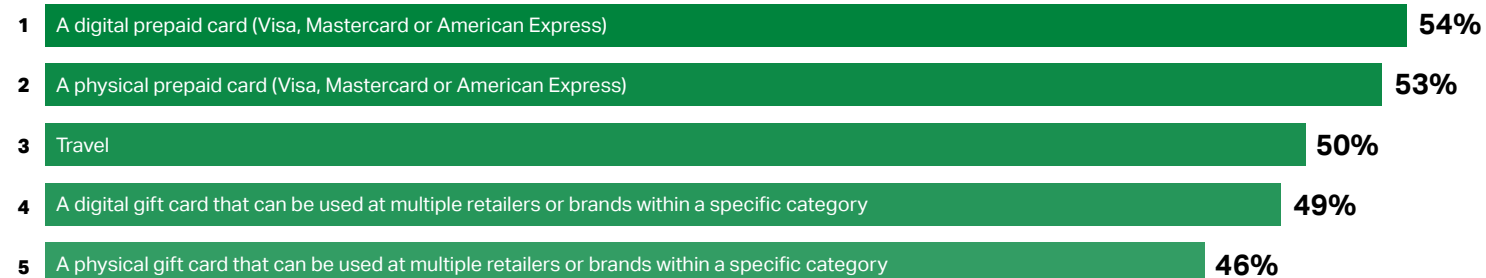 1 A digital prepaid card (Visa, Mastercard or American Express) 54%
2 A physical prepaid card (Visa, Mastercard or American Express) 53%
3 Travel 50%
4 A digital gift card that can be used at multiple retailers or brands within a specific category 49%
5 A physical gift card that can be used at multiple retailers or brands within a specific category 46%